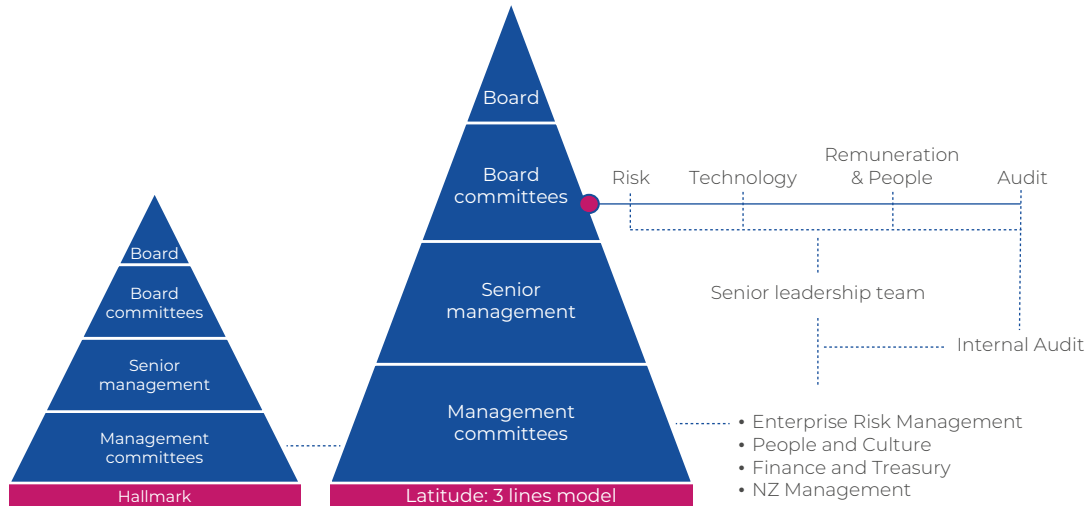 Board
Board
committees
Senior
management
Management
committees
Hallmark
Board
Board
committees
Senior
management
Management
committees
Latitude: 3 lines model
Risk
Technology
Remuneration
& People
Audit
Senior leadership team
Internal Audit
• Enterprise Risk Management
• People and Culture
• Finance and Treasury
• NZ Management